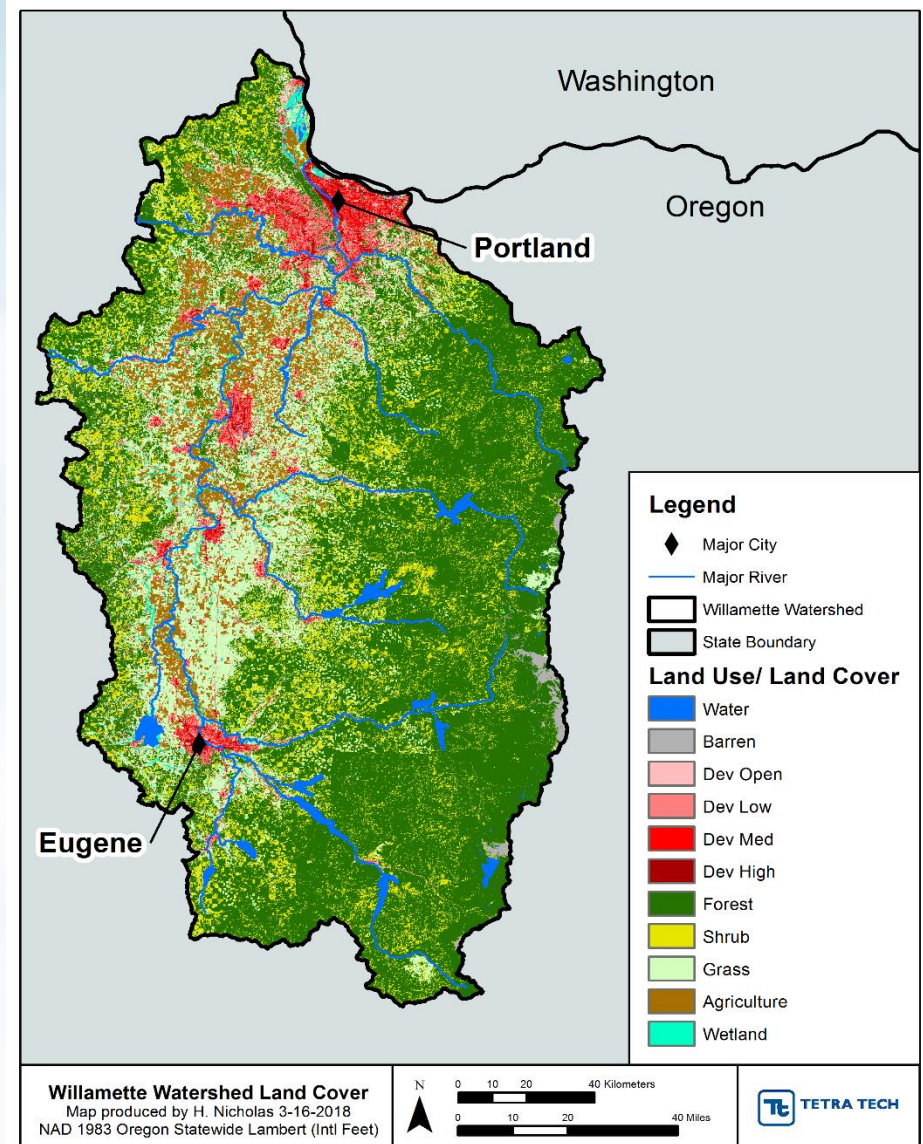 Washington
Oregon
Portland
Eugene
Legend
Major City
Major River
Willamette Watershed
State Boundary
Land Use/ Land Cover
Water
Barren
Dev Open
Dev Low
Dev Med
Dev High
Forest
Shrub
Grass
Agriculture
Wetland
Willamette Watershed Land Cover
Map produced by H. Nicholas 3-16-2018
NAD 1983 Oregon Statewide Lambert (Intl Feet)
N
0 10 20 40 Kilometers
0 10 20 40 Miles
Tt TETRA TECH